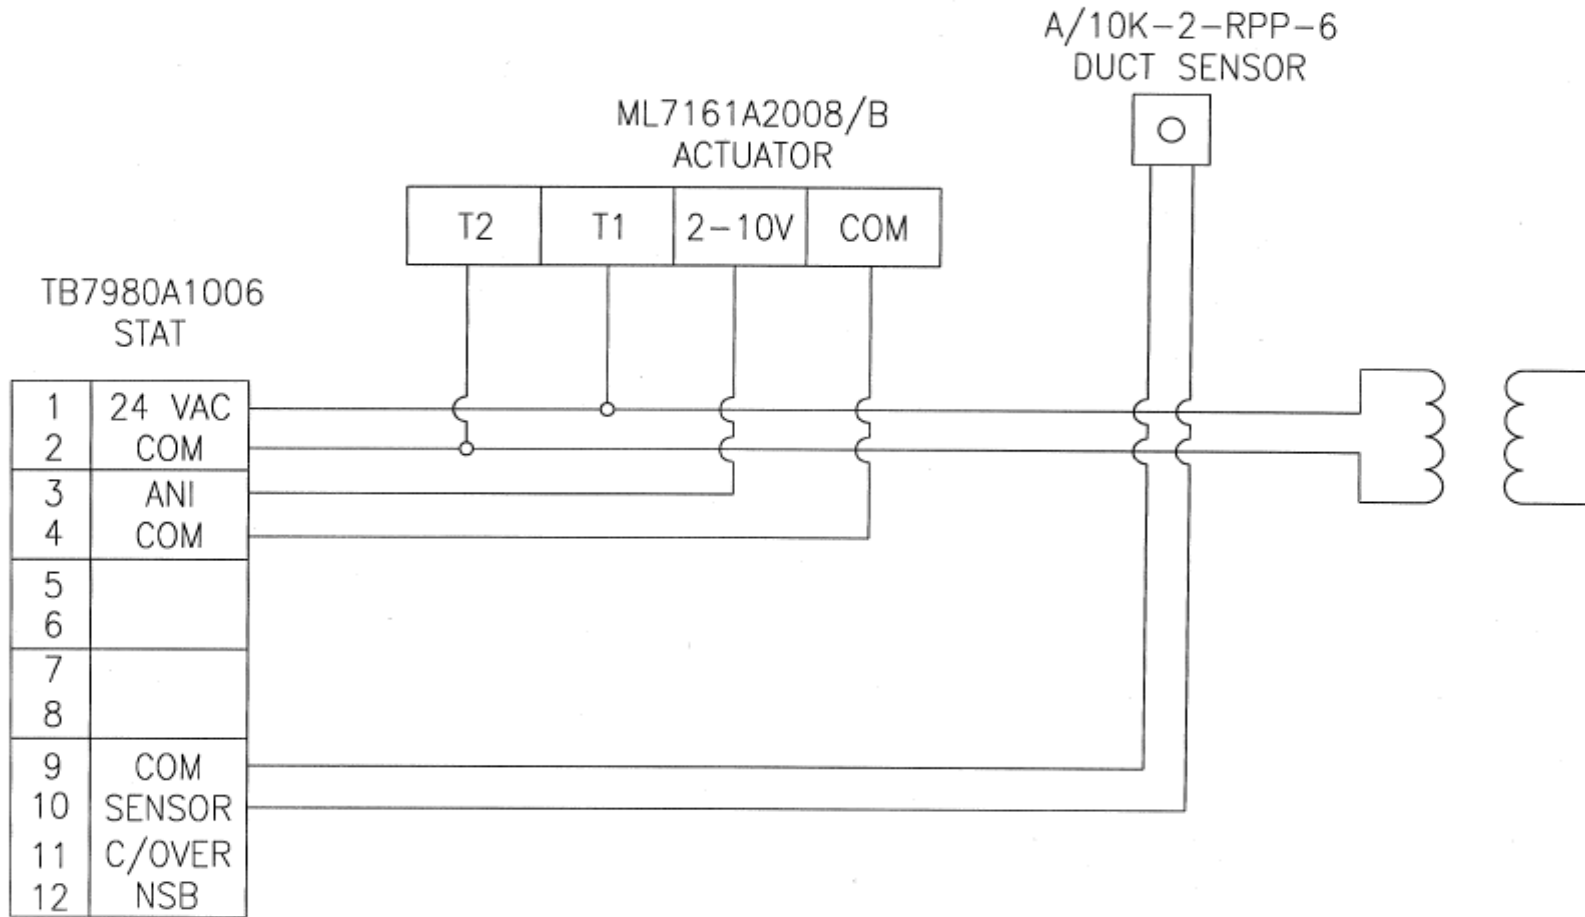 A/10K-2-RPP-6
DUCT SENSOR
ML7161A2008/B
ACTUATOR
T2 T1 2-10V COM
TB7980A1006
STAT
1 24 VAC
2 COM
3 ANI
4 COM
5
6
7
8
9 COM
10 SENSOR
11 C/OVER
12 NSB